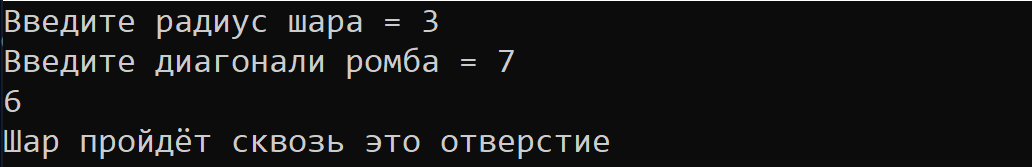 Введите радиус шара = 3
Введите диагонали ромба = 7
6
Шар пройдёт сквозь это отверстие